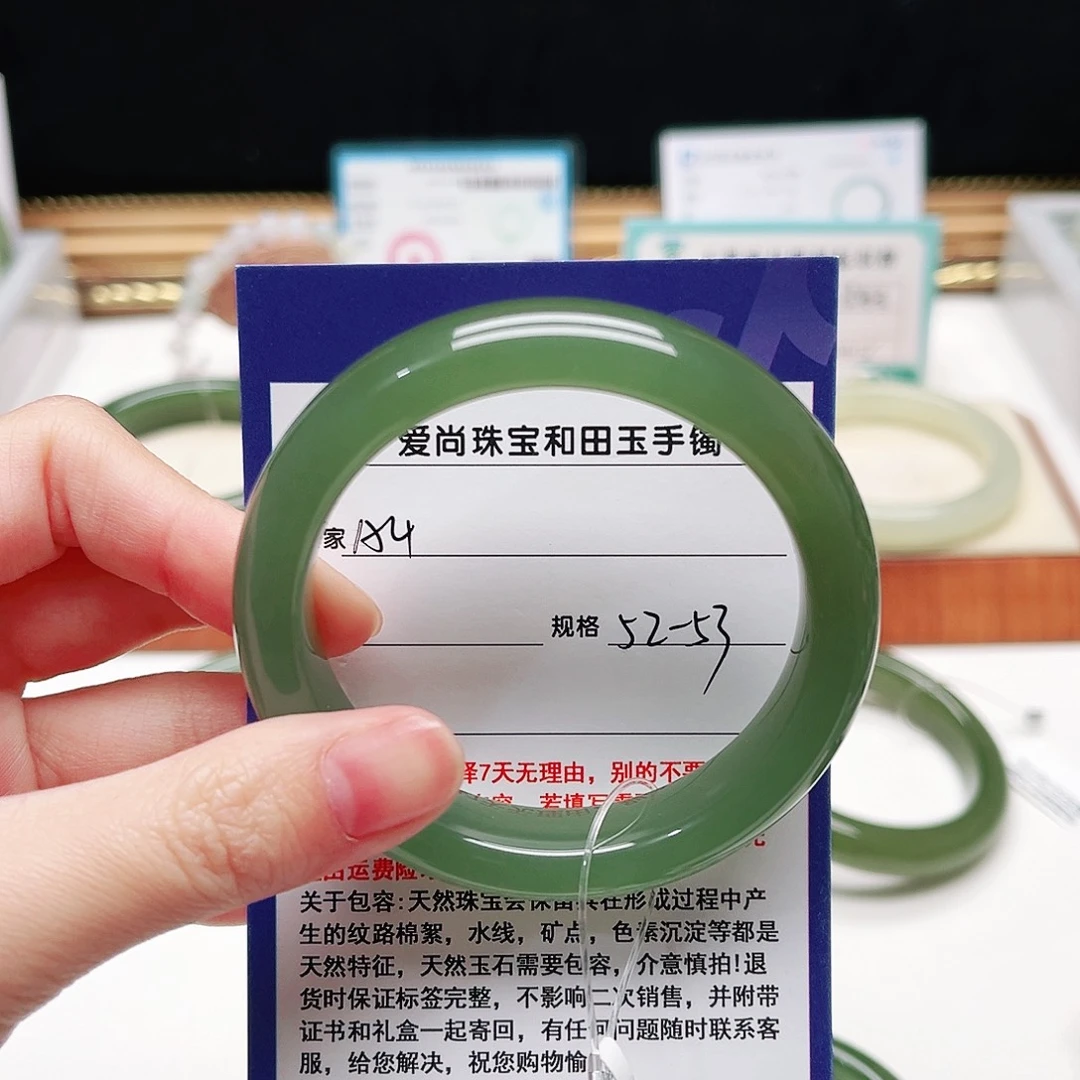 爱尚珠宝和田玉手镯
家184
规格 52-53
择7天无理由，别的不要
若填写
由运费险
关于包容:天然珠宝会保留其在形成过程中产
生的纹路棉絮，水线，矿点，色素沉淀等都是
天然特征，天然玉石需要包容，介意慎拍!退
货时保证标签完整，不影响二次销售，并附带
证书和礼盒一起寄回，有任何问题随时联系客
服，给您解决，祝您购物愉